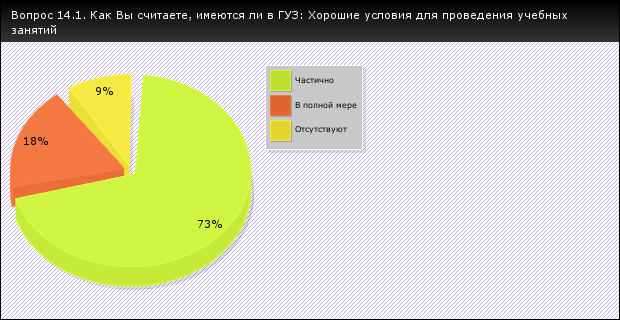 Вопрос 14.1. Как Вы считаете, имеются ли в ГУЗ: Хорошие условия для проведения учебных
занятий
9%
Частично
В полной мере
Отсутствуют
18%
73%